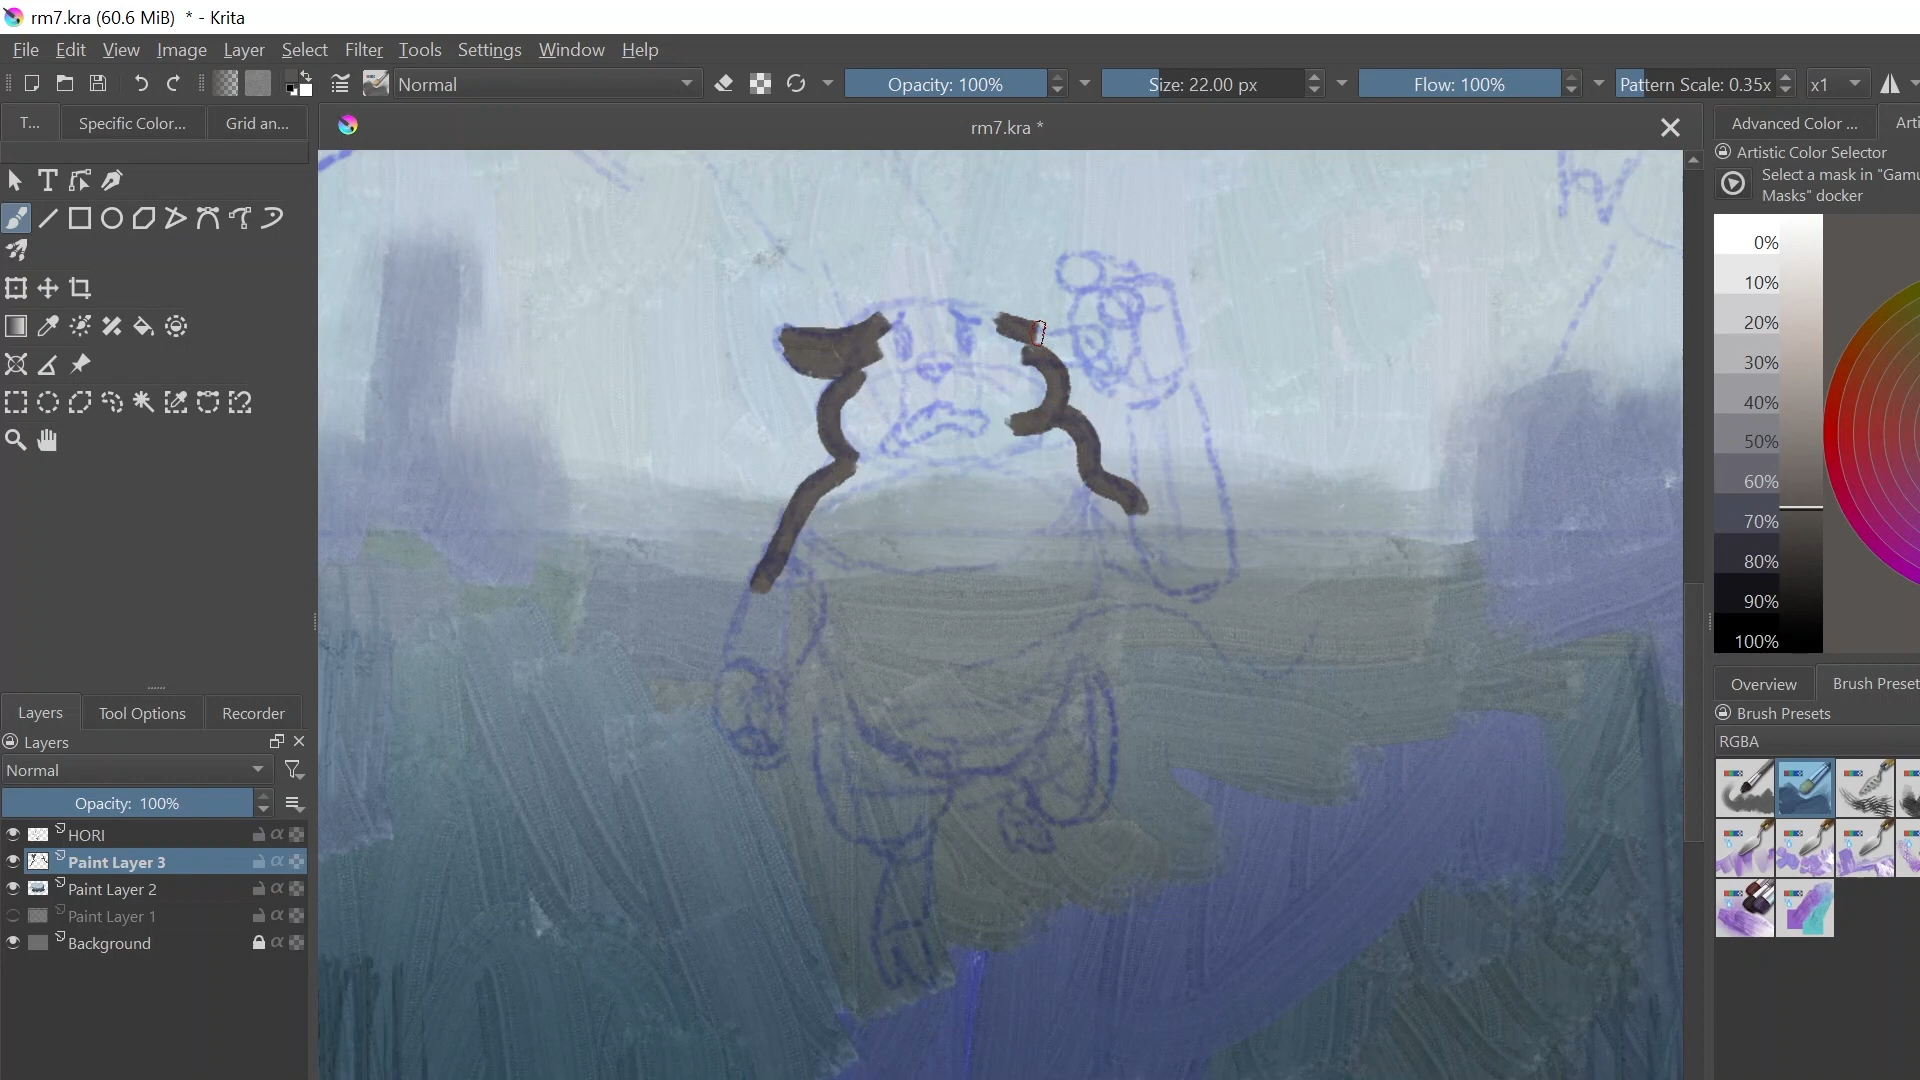 rm7.kra (60.6 MiB) * - Krita
File Edit View Image Layer Select Filter Tools Settings Window Help
Normal Opacity: 100% Size: 22.00 px Flow: 100% Pattern Scale: 0.35x x1
T... Specific Color... Grid an... rm7.kra * Advanced Color ... Arti
Artistic Color Selector
Select a mask in "Gamu
Masks" docker
0%
10%
20%
30%
40%
50%
60%
70%
80%
90%
100%
Overview Brush Preset
Brush Presets
RGBA
Layers Tool Options Recorder
Layers
Normal
Opacity: 100%
HORI
Paint Layer 3
Paint Layer 2
Paint Layer 1
Background